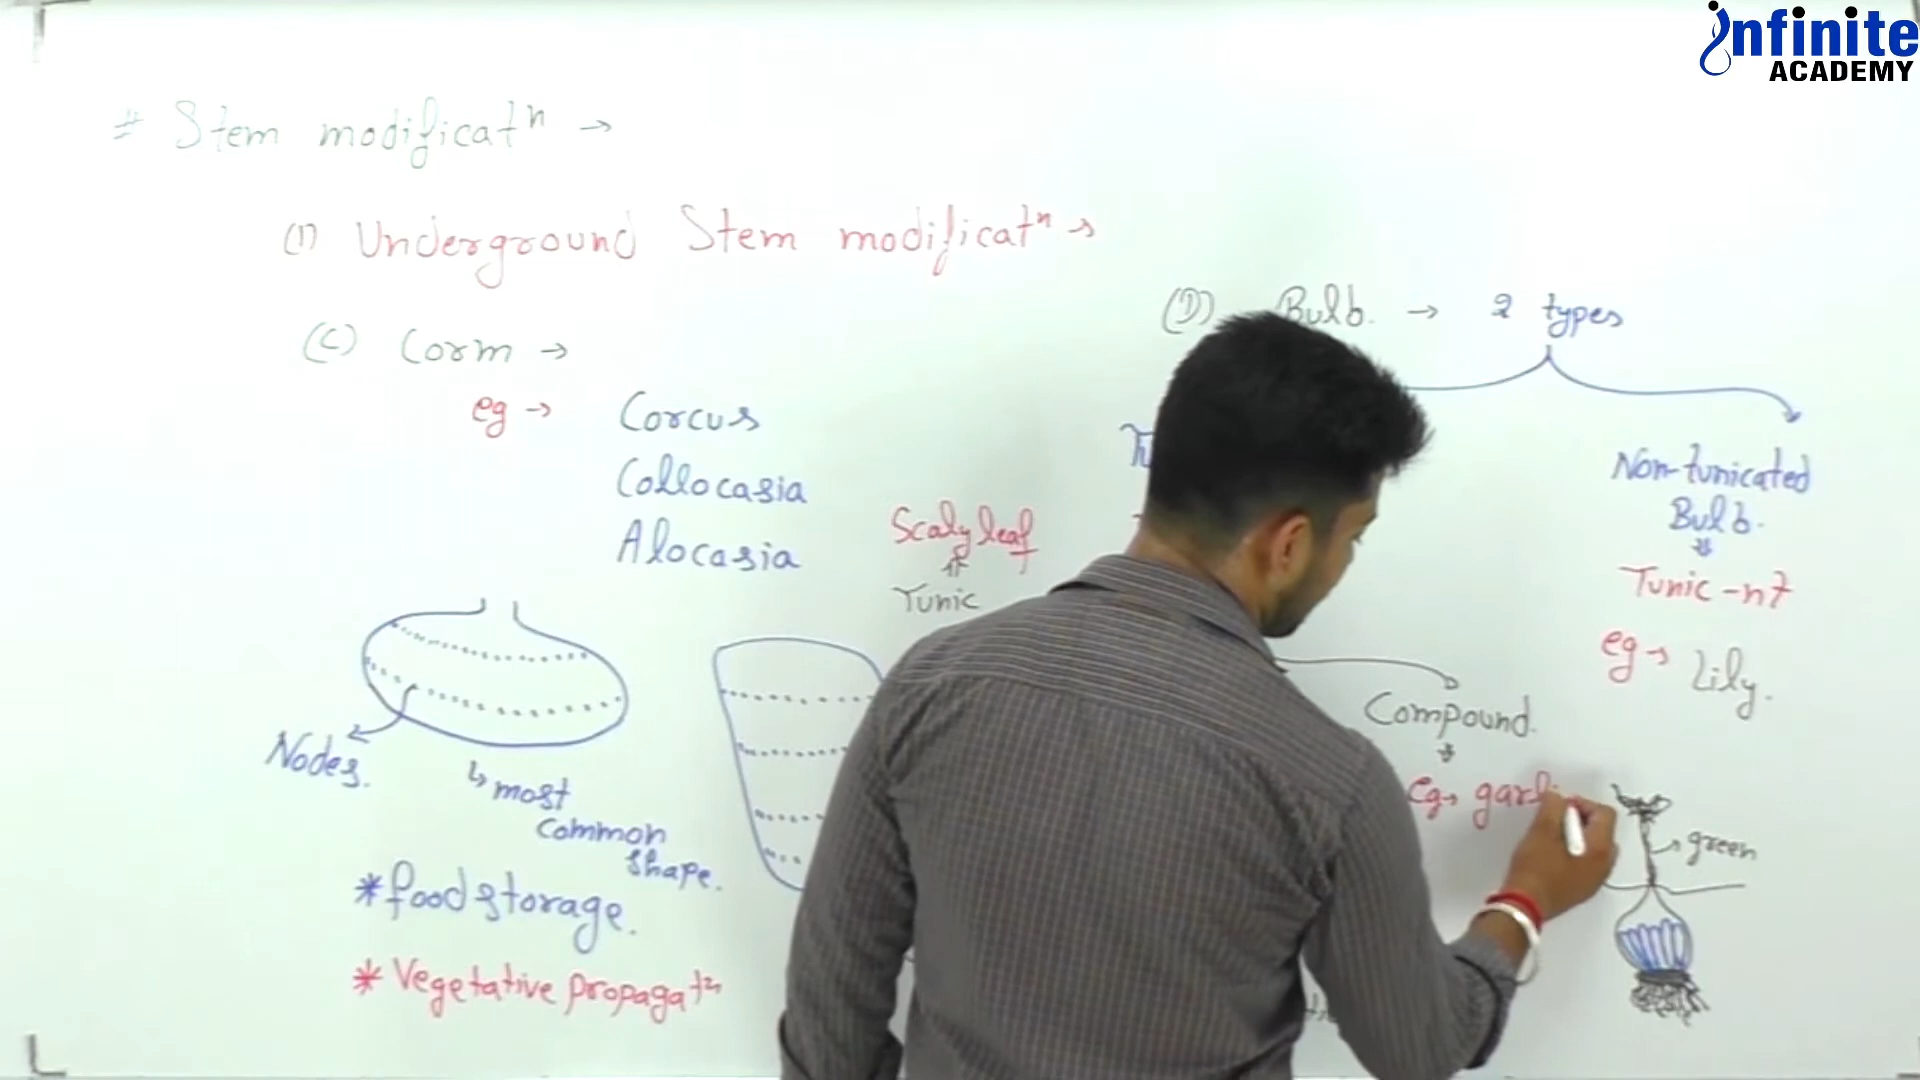 infinite
ACADEMY
# Stem modificatⁿ →
(1) Underground Stem modificatⁿ →
(C) Corm →
eg → Corcus
Collocasia
Alocasia
Nodes.
↳ most
common
shape.
* food storage.
* Vegetative propagatⁿ
(D) Bulb. → 2 types
Scaly leaf
Tunic
Non-tunicated
Bulb.
Tunic -nt
eg → Lily.
Compound.
eg →
green